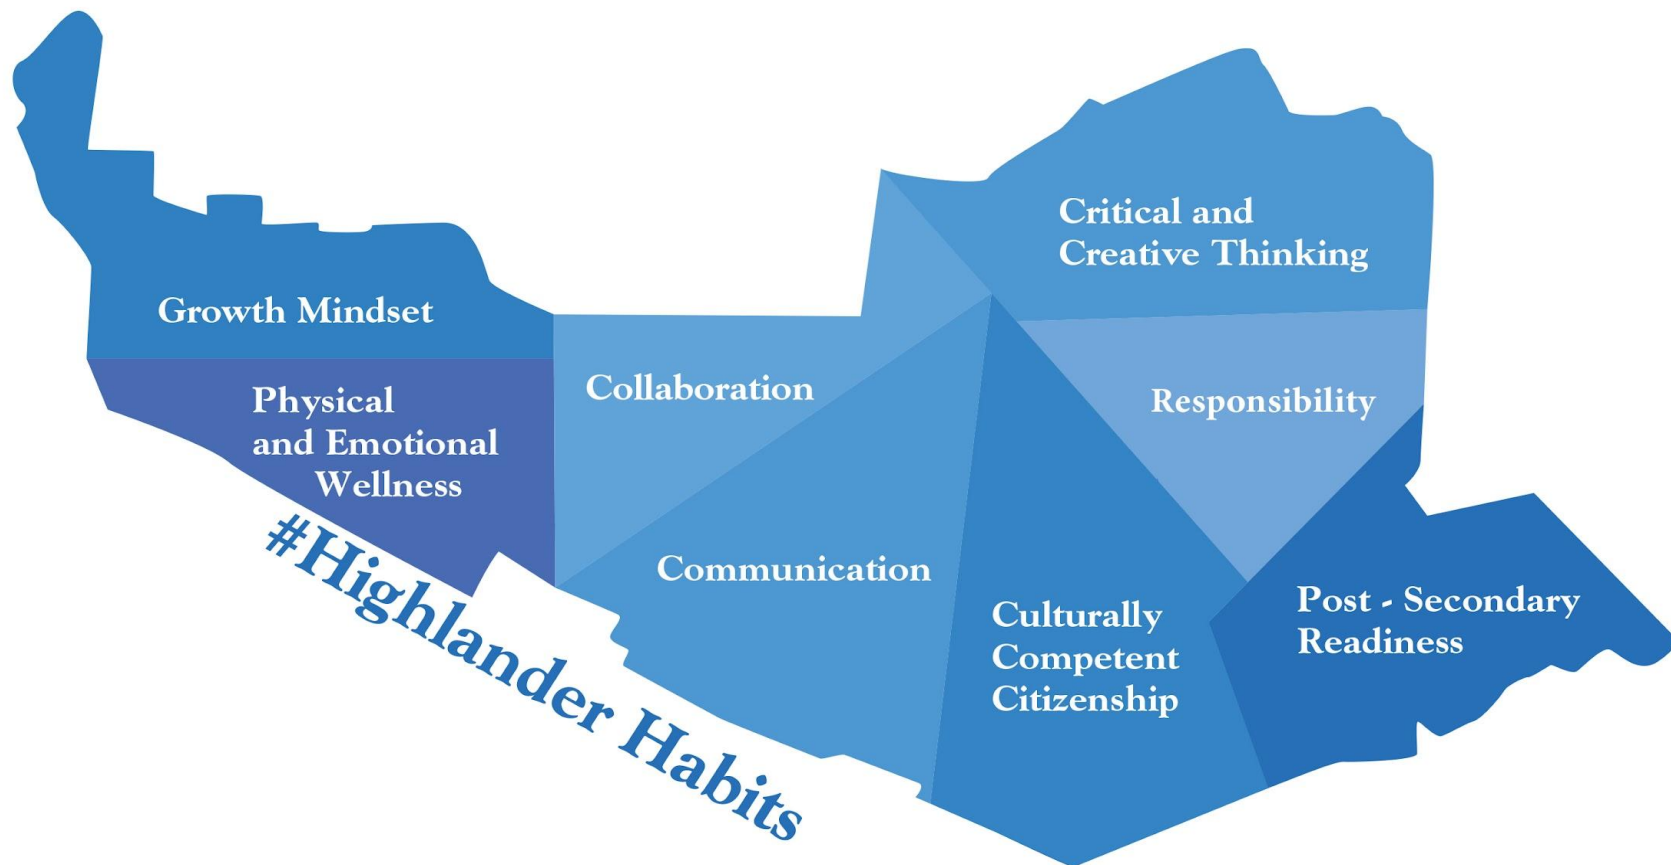 Growth Mindset
Physical
and Emotional
Wellness
Collaboration
Communication
Culturally
Competent
Citizenship
Critical and
Creative Thinking
Responsibility
Post - Secondary
Readiness
#Highlander Habits